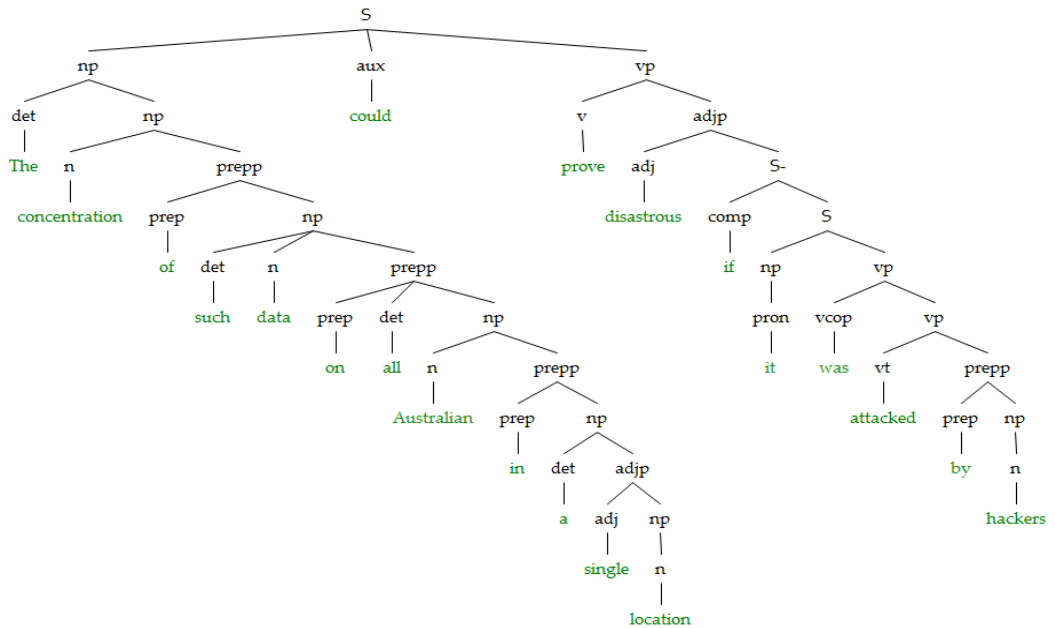 S
np aux vp
det np could v adjp
The n prepp prove adj S-
concentration prep np disastrous comp S
of det n prepp if np vp
such data prep det np pron vcop vp
on all n prepp it was vt prepp
Australian prep np attacked prep np
in det adjp by n
a adj np hackers
single n
location